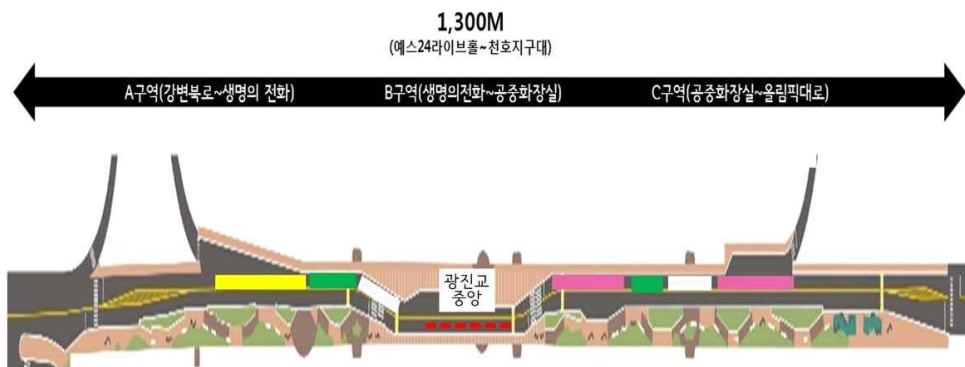 1,300M
(예스24라이브홀~천호지구대)
A구역(강변북로~생명의 전화)
B구역(생명의전화~공중화장실)
C구역(공중화장실~올림픽대로)
광진교
중앙